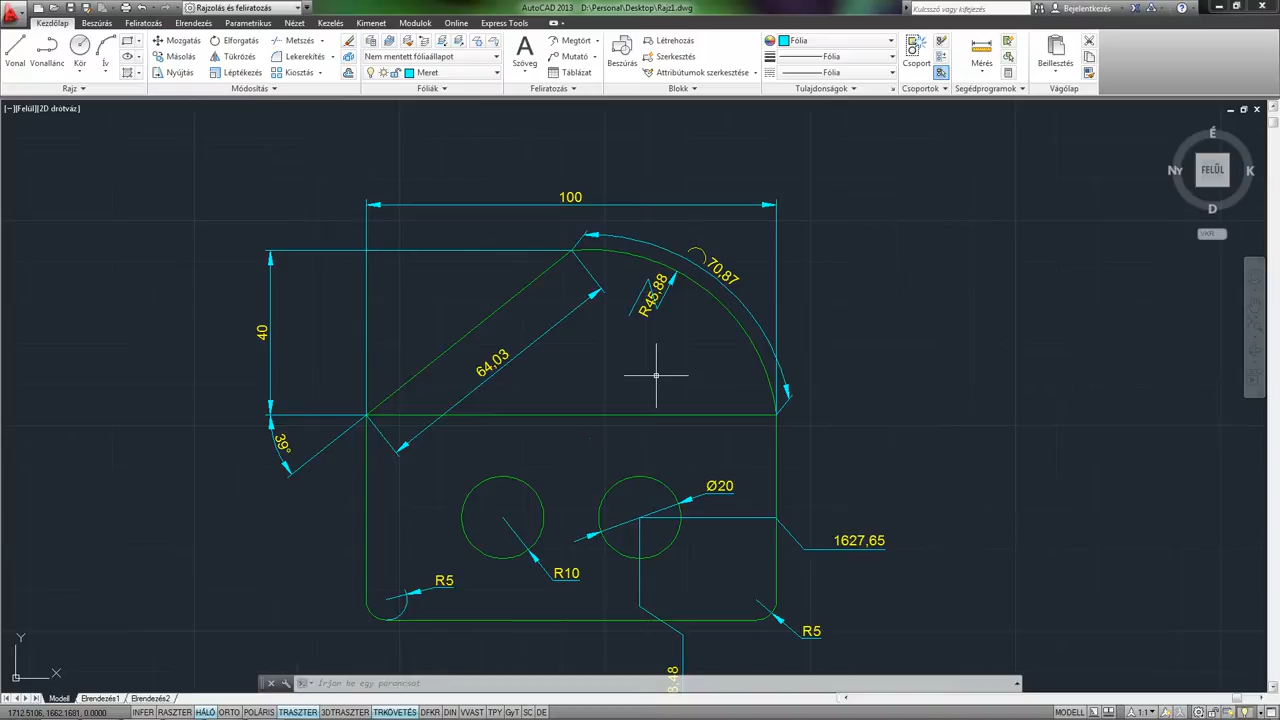 Rajzolás és feliratozás
AutoCAD 2013 D:\Personal\Desktop\Rajz1.dwg
Kulcsszó vagy kifejezés
Bejelentkezés
Kezdőlap Beszúrás Feliratozás Elrendezés Parametrikus Nézet Kezelés Kimenet Modulok Online Express Tools
Vonal Vonallánc Kör Ív
Mozgatás Elforgatás Metszés
Másolás Tükrözés Lekerekítés
Nyújtás Léptékezés Kiosztás
Nem mentett fóliaállapot
Meret
Szöveg
Méretört
Mutató
Táblázat
Beszúrás
Létrehozás
Szerkesztés
Attribútumok szerkesztése
Fólia
Fólia
Fólia
Csoport
Mérés
Beillesztés
Rajz Módosítás Fóliák Feliratozás Blokk Tulajdonságok Csoportok Segédprogramok Vágólap
[−][Felül][2D drótváz]
É
NY FELÜL K
D
VKR
100
70,87
R45,88
40
64,03
39°
Ø20
1627,65
R10
R5
R5
Y
X
Írjon be egy parancsot
Modell Elrendezés1 Elrendezés2
1712.5106, 1662.1681, 0.0000
INFER RASZTER HÁLÓ ORTO POLÁRIS TRASZTER 3DTRASZTER TRKÖVETÉS DFKR DIN VVAST TPY GyT SC DE
MODELL
1:1